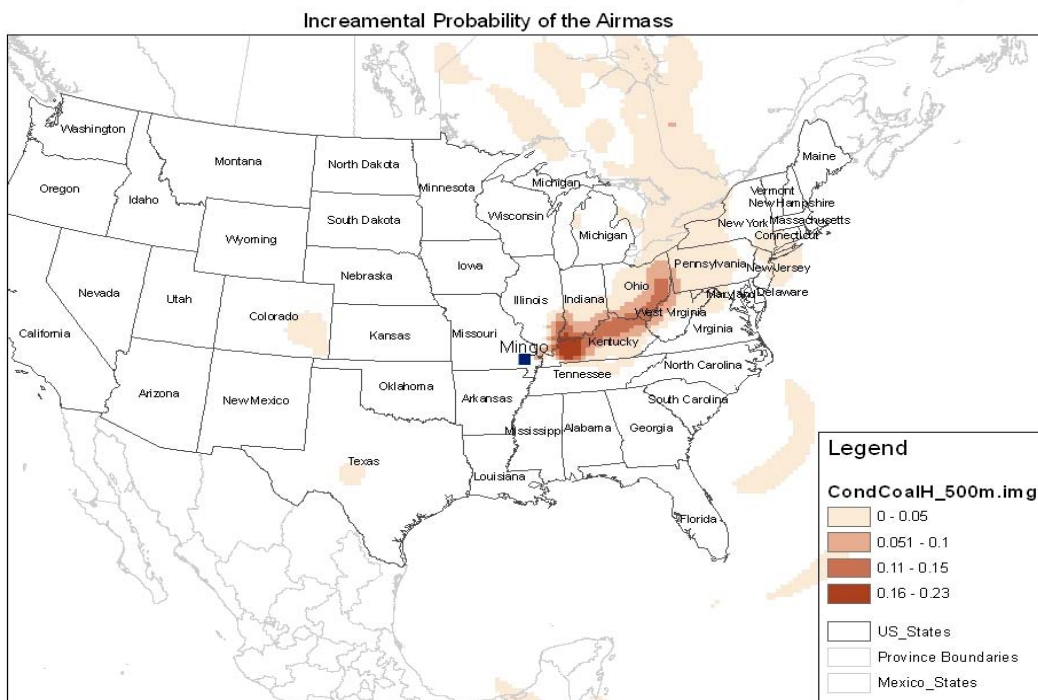 Increamental Probability of the Airmass
Washington
Montana
North Dakota
Minnesota
Michigan
Maine
Oregon
Idaho
South Dakota
Wisconsin
Vermont
New Hampshire
Wyoming
Michigan
New York
Massachusetts
Connecticut
Nebraska
Iowa
Pennsylvania
New Jersey
Nevada
Utah
Colorado
Illinois
Indiana
Ohio
Maryland
Delaware
California
Kansas
Missouri
West Virginia
Virginia
Mingo
Kentucky
Arizona
New Mexico
Oklahoma
Arkansas
Tennessee
North Carolina
South Carolina
Mississippi
Alabama
Georgia
Texas
Louisiana
Florida
Legend
CondCoalH_500m.img
0 - 0.05
0.051 - 0.1
0.11 - 0.15
0.16 - 0.23
US_States
Province Boundaries
Mexico_States